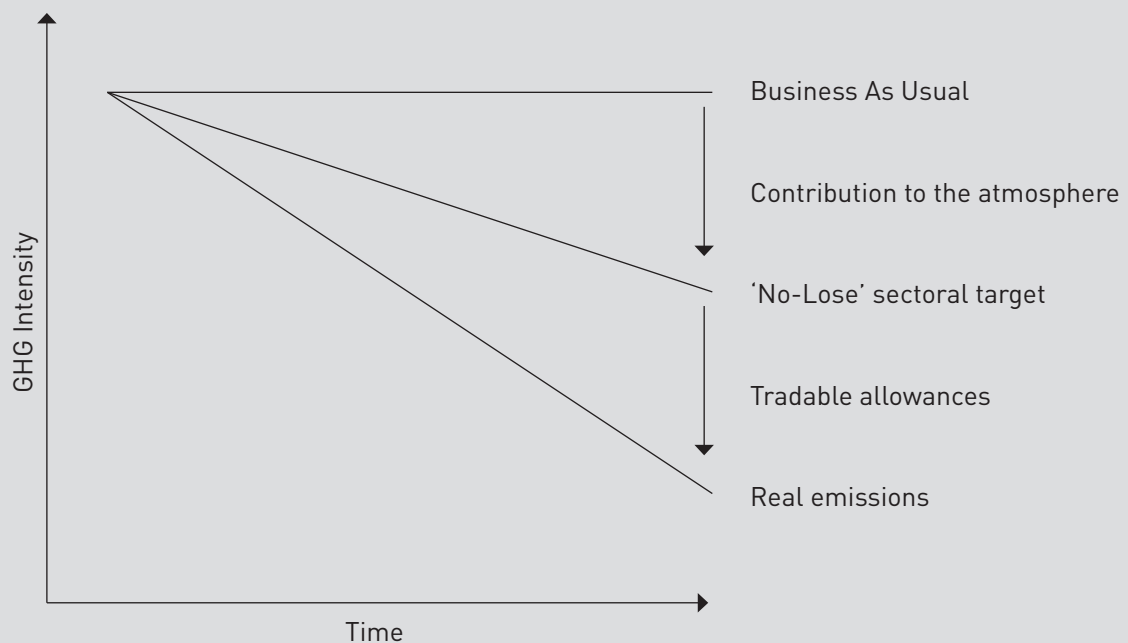 Business As Usual
Contribution to the atmosphere
‘No-Lose’ sectoral target
Tradable allowances
Real emissions
GHG Intensity
Time